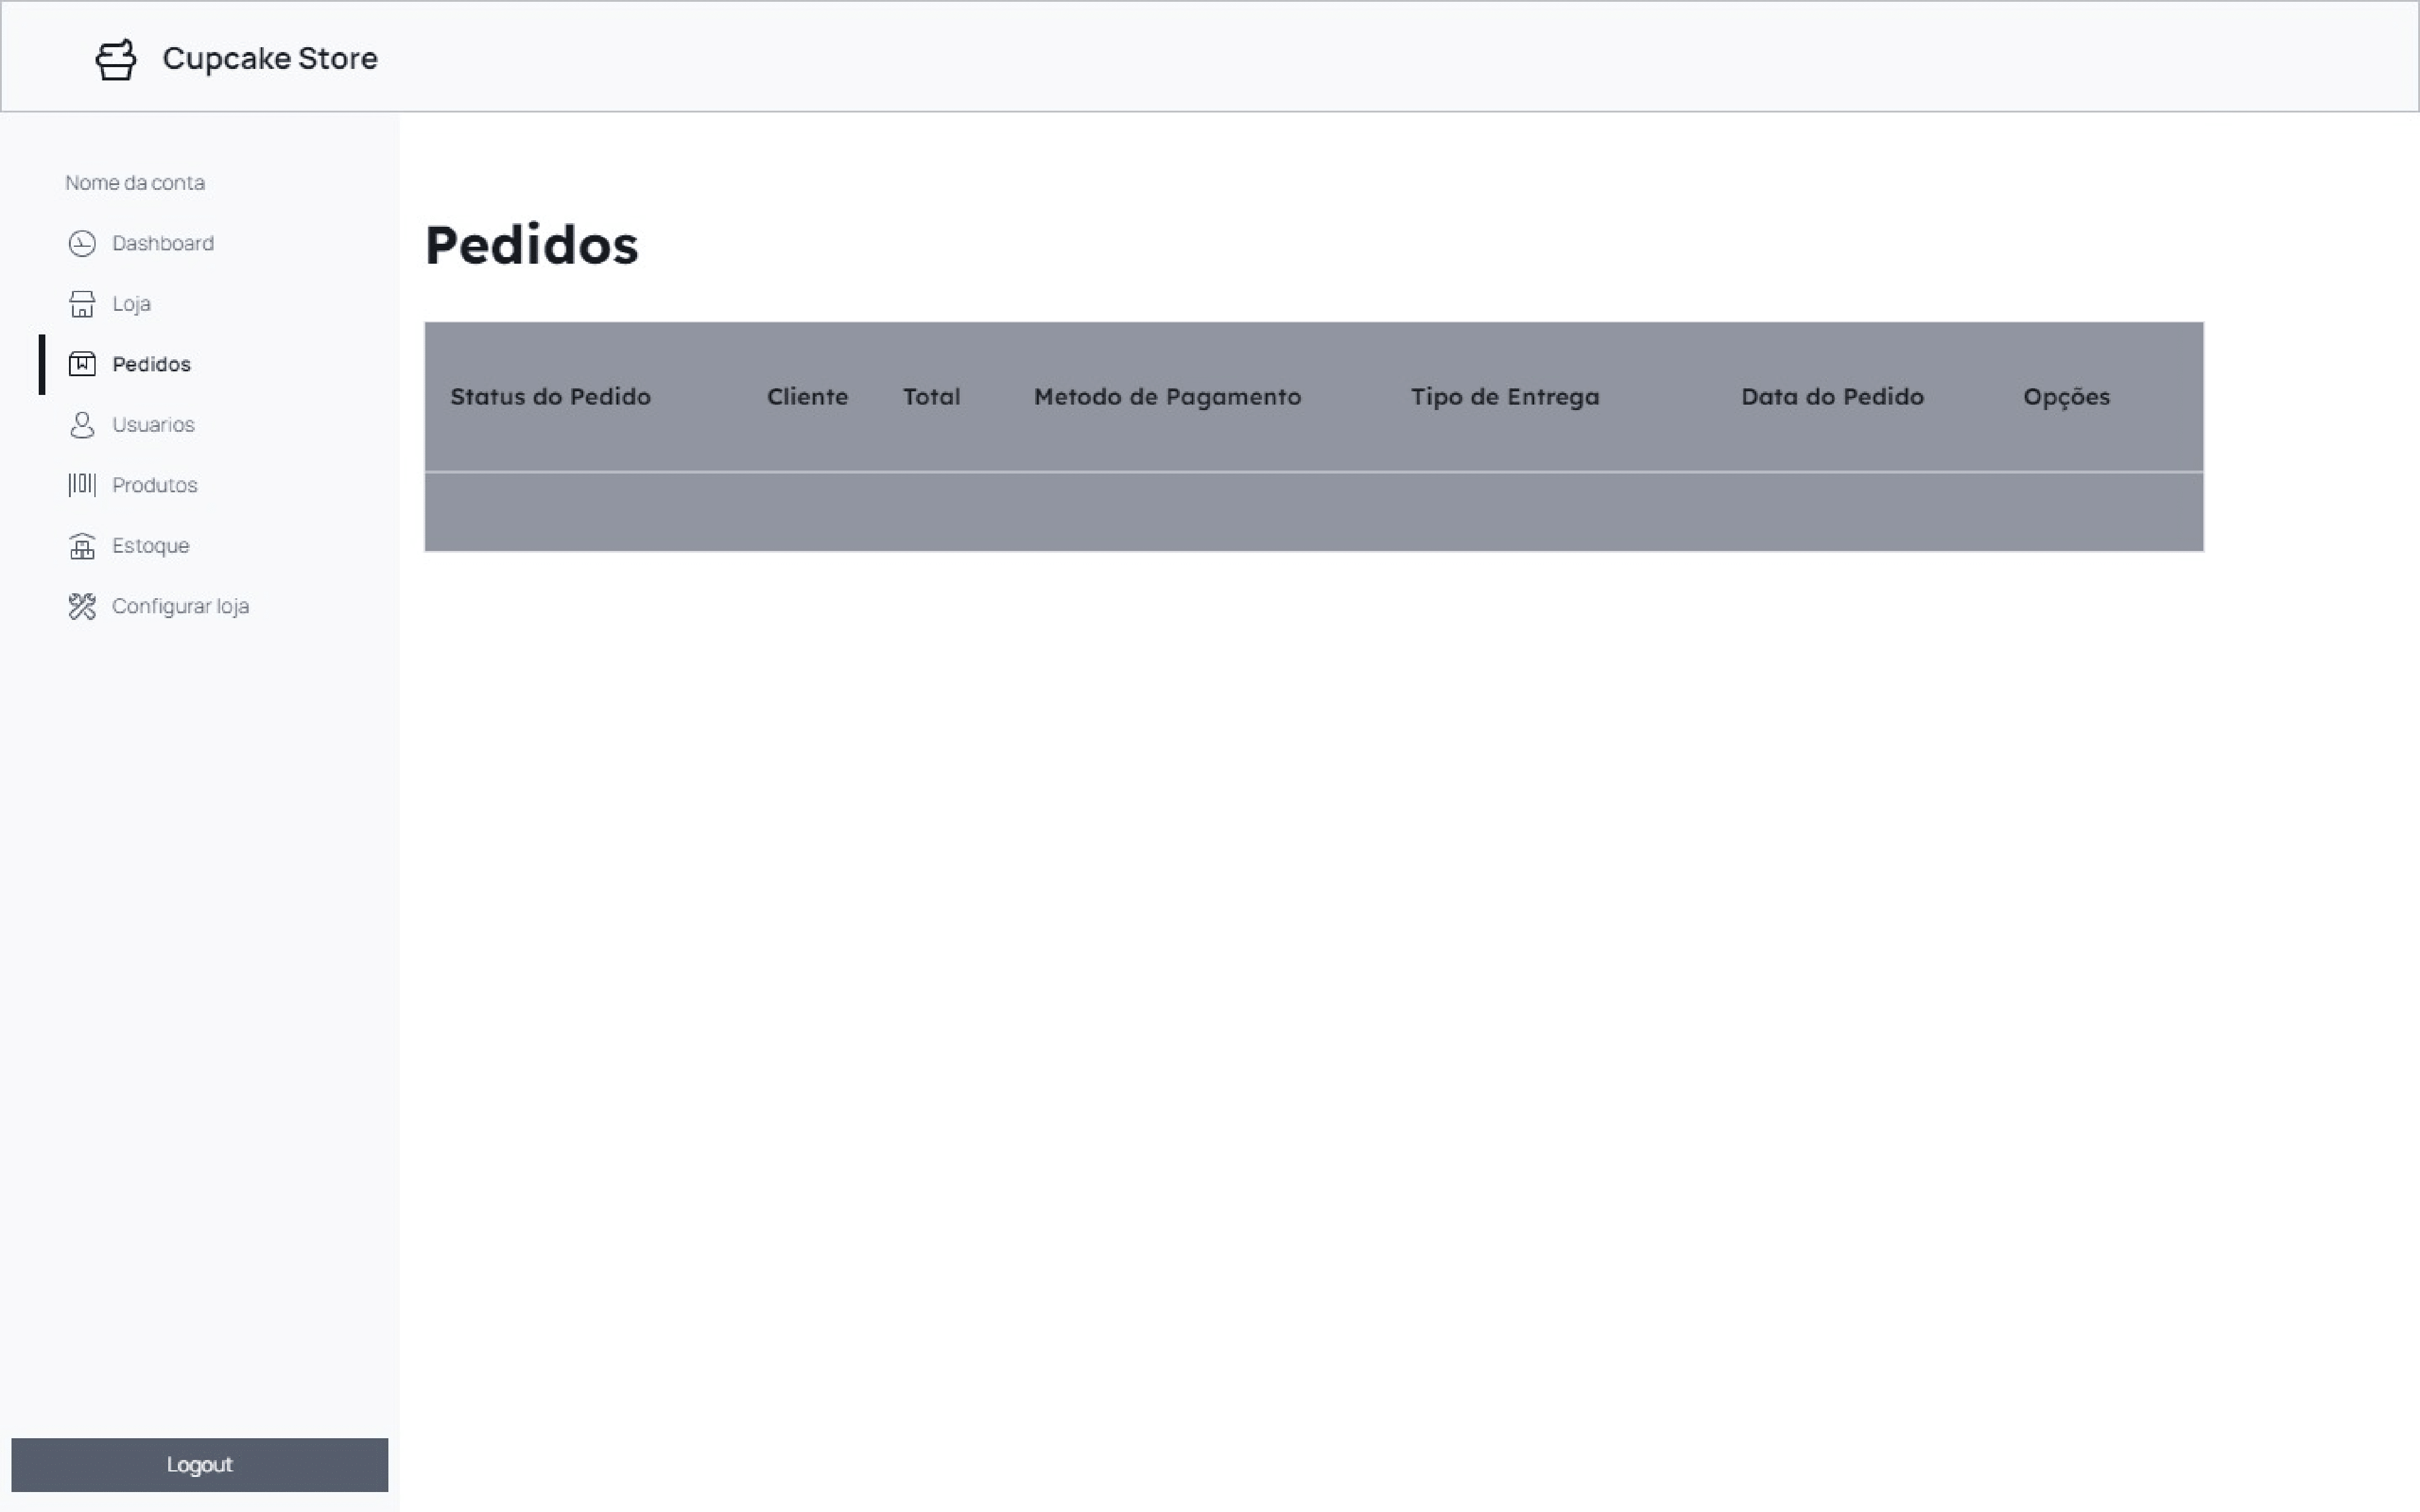 Cupcake Store
Nome da conta
Dashboard
Loja
Pedidos
Usuarios
Produtos
Estoque
Configurar loja
Logout
Pedidos
Status do Pedido Cliente Total Metodo de Pagamento Tipo de Entrega Data do Pedido Opções